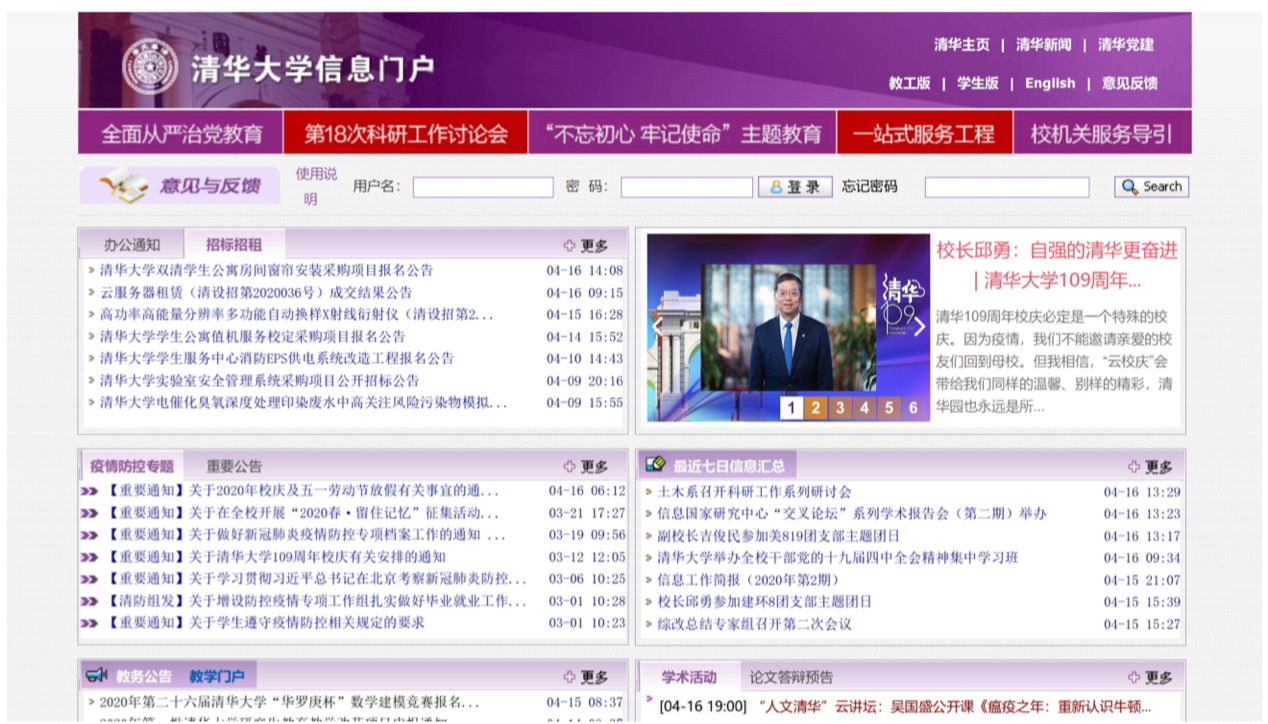 清华大学信息门户
清华主页 | 清华新闻 | 清华党建
教工版 | 学生版 | English | 意见反馈
全面从严治党教育 第18次科研工作讨论会 “不忘初心 牢记使命”主题教育 一站式服务工程 校机关服务导引
意见与反馈 使用说明 用户名： 密 码： 登 录 忘记密码 Search
办公通知 招标招租 更多
清华大学双清学生公寓房间窗帘安装采购项目报名公告 04-16 14:08
云服务器租赁（清设招第2020036号）成交结果公告 04-16 09:15
高功率高能量分辨率多功能自动换样X射线衍射仪（清设招第2... 04-15 16:28
清华大学学生公寓值机服务校定采购项目报名公告 04-14 15:52
清华大学学生服务中心消防EPS供电系统改造工程报名公告 04-10 14:43
清华大学实验室安全管理系统采购项目公开招标公告 04-09 20:16
清华大学电催化臭氧深度处理印染废水中高关注风险污染物模拟... 04-09 15:55
清华
109
1 2 3 4 5 6
校长邱勇：自强的清华更奋进
| 清华大学109周年...
清华109周年校庆必定是一个特殊的校
庆。因为疫情，我们不能邀请亲爱的校
友们回到母校。但我相信，“云校庆”会
带给我们同样的温馨、别样的精彩，清
华园也永远是所...
疫情防控专题 重要公告 更多
【重要通知】关于2020年校庆及五一劳动节放假有关事宜的通... 04-16 06:12
【重要通知】关于在全校开展“2020春·留住记忆”征集活动... 03-21 17:27
【重要通知】关于做好新冠肺炎疫情防控专项档案工作的通知 ... 03-19 09:56
【重要通知】关于清华大学109周年校庆有关安排的通知 03-12 12:05
【重要通知】关于学习贯彻习近平总书记在北京考察新冠肺炎防控... 03-06 10:25
【清防组发】关于增设防控疫情专项工作组扎实做好毕业就业工作... 03-01 10:28
【重要通知】关于学生遵守疫情防控相关规定的要求 03-01 10:23
最近七日信息汇总 更多
土木系召开科研工作系列研讨会 04-16 13:29
信息国家研究中心“交叉论坛”系列学术报告会（第二期）举办 04-16 13:23
副校长吉俊民参加美819团支部主题团日 04-16 13:17
清华大学举办全校干部党的十九届四中全会精神集中学习班 04-16 09:34
信息工作简报（2020年第2期） 04-15 21:07
校长邱勇参加建环8团支部主题团日 04-15 15:39
综改总结专家组召开第二次会议 04-15 15:27
教务公告 教学门户 更多
2020年第二十六届清华大学“华罗庚杯”数学建模竞赛报名... 04-15 08:37
学术活动 论文答辩预告 更多
[04-16 19:00] “人文清华”云讲坛：吴国盛公开课《瘟疫之年：重新认识牛顿...